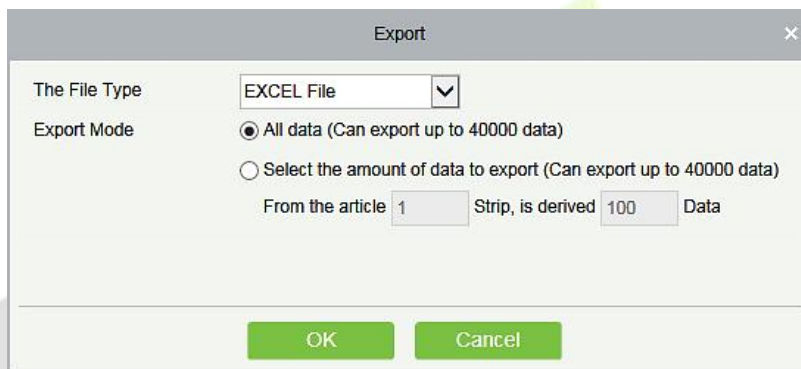 Export
The File Type EXCEL File
Export Mode All data (Can export up to 40000 data)
Select the amount of data to export (Can export up to 40000 data)
From the article 1 Strip, is derived 100 Data
OK Cancel